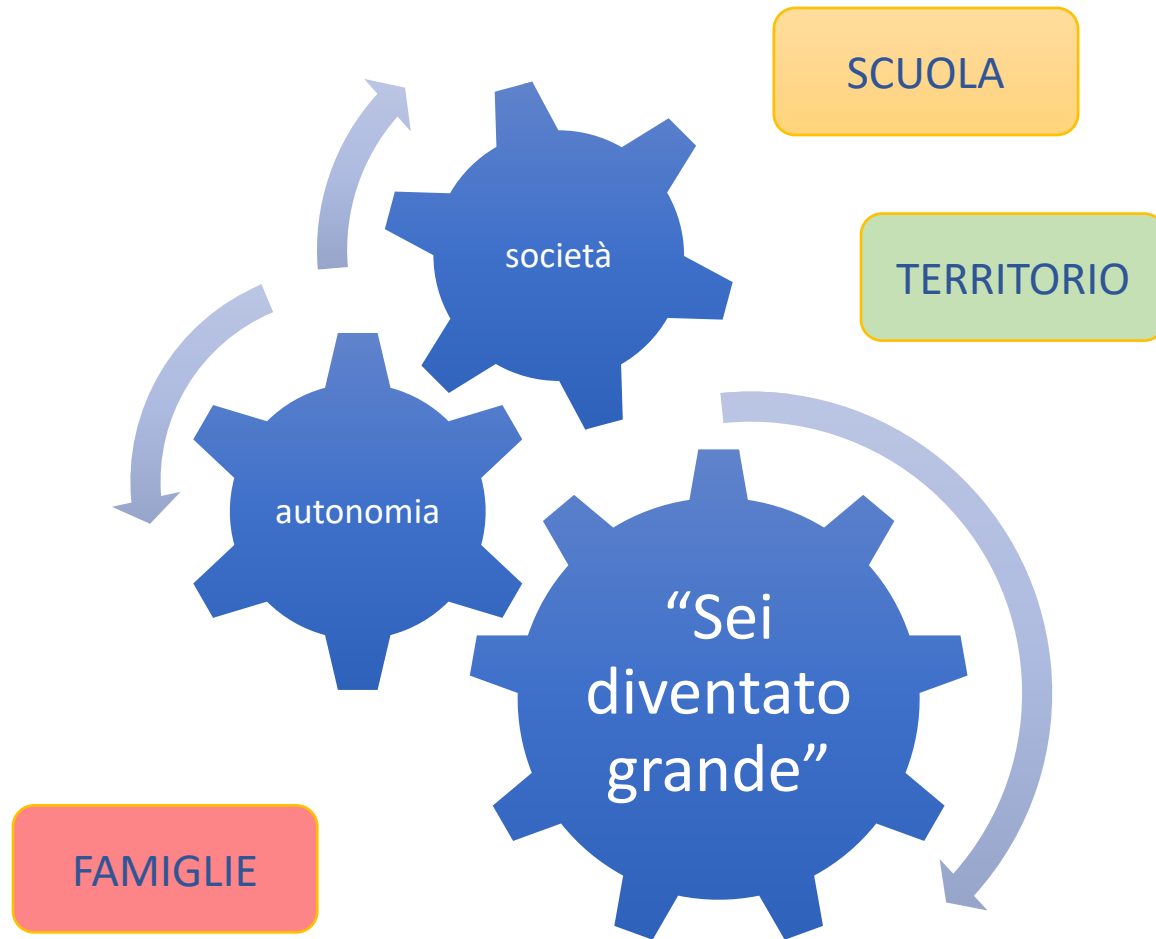 SCUOLA
società
TERRITORIO
autonomia
“Sei
diventato
grande”
FAMIGLIE